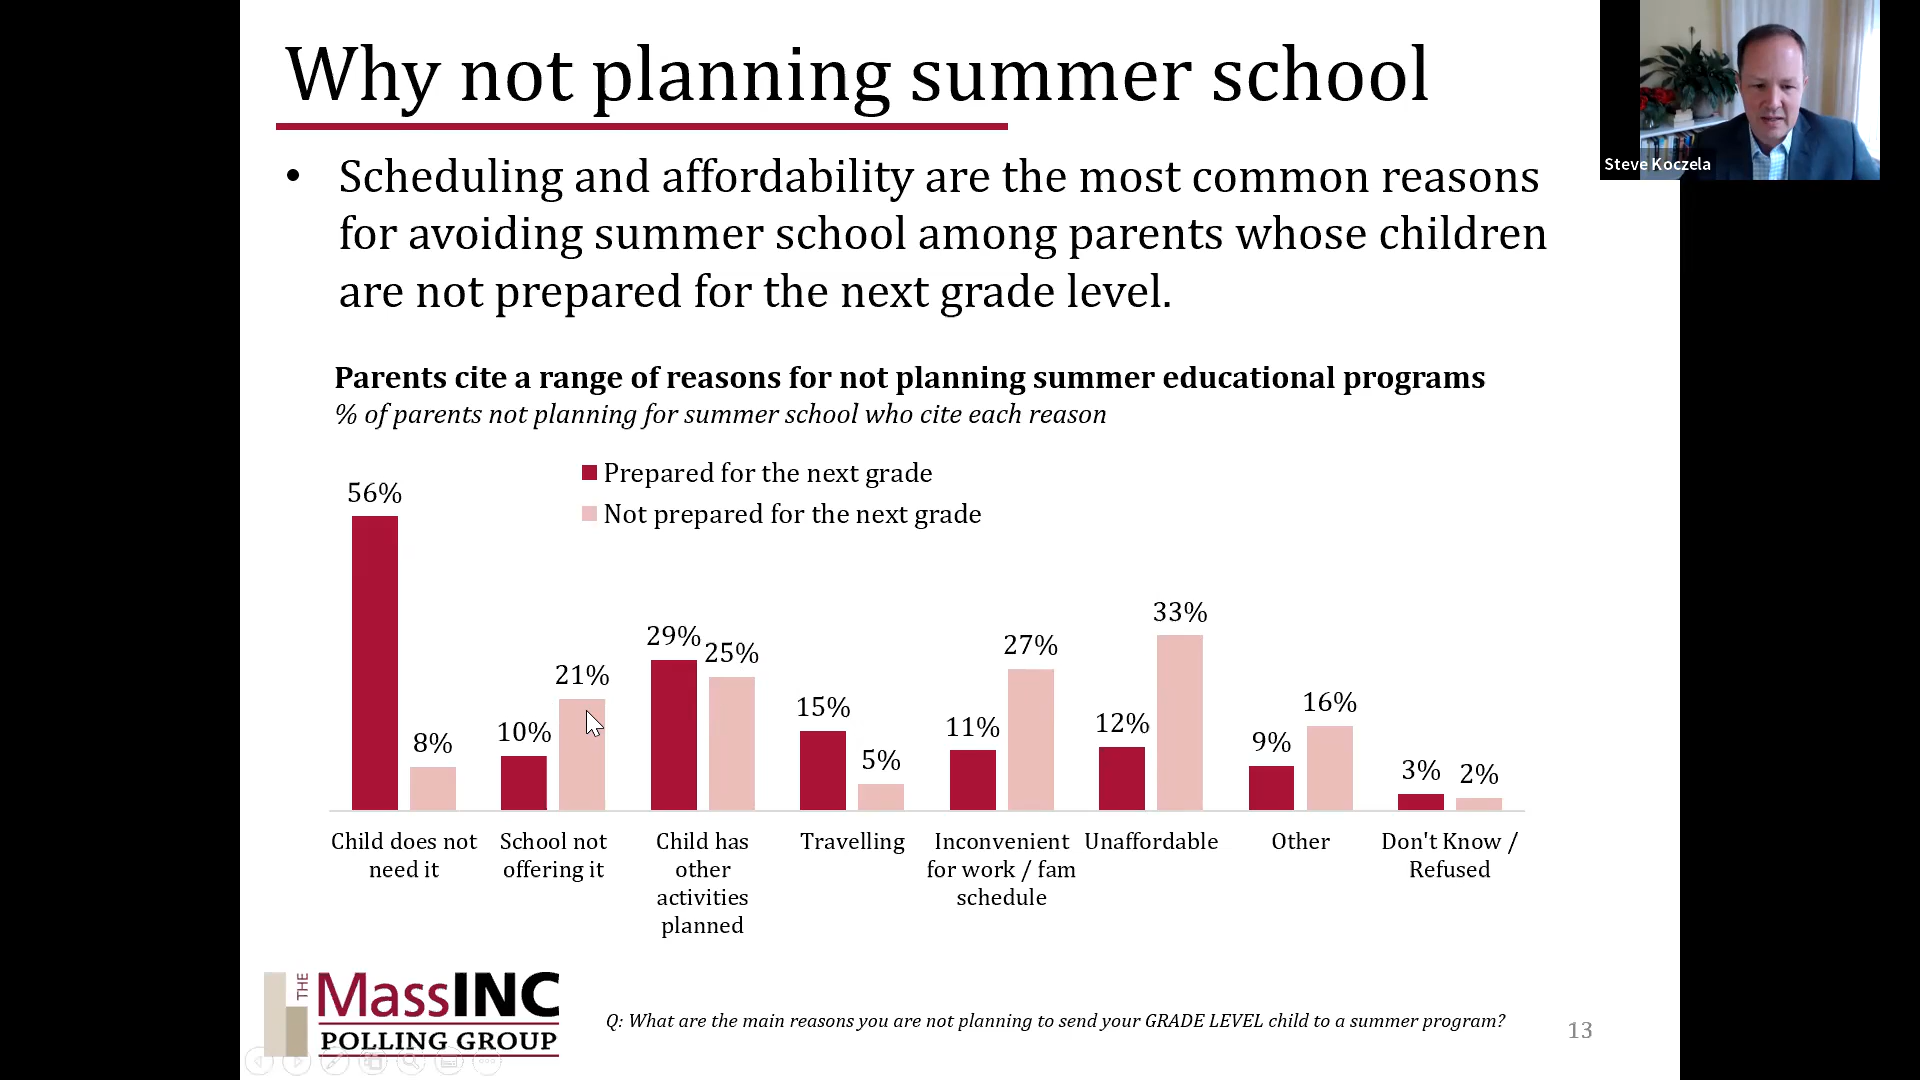 Why not planning summer school
Steve Koczela
• Scheduling and affordability are the most common reasons
for avoiding summer school among parents whose children
are not prepared for the next grade level.
Parents cite a range of reasons for not planning summer educational programs
% of parents not planning for summer school who cite each reason
Prepared for the next grade
Not prepared for the next grade
56%
8%
10%
21%
29%
25%
15%
5%
11%
27%
12%
33%
9%
16%
3%
2%
Child does not
need it
School not
offering it
Child has
other
activities
planned
Travelling
Inconvenient
for work / fam
schedule
Unaffordable
Other
Don't Know /
Refused
THE
MassINC
POLLING GROUP
Q: What are the main reasons you are not planning to send your GRADE LEVEL child to a summer program?
13